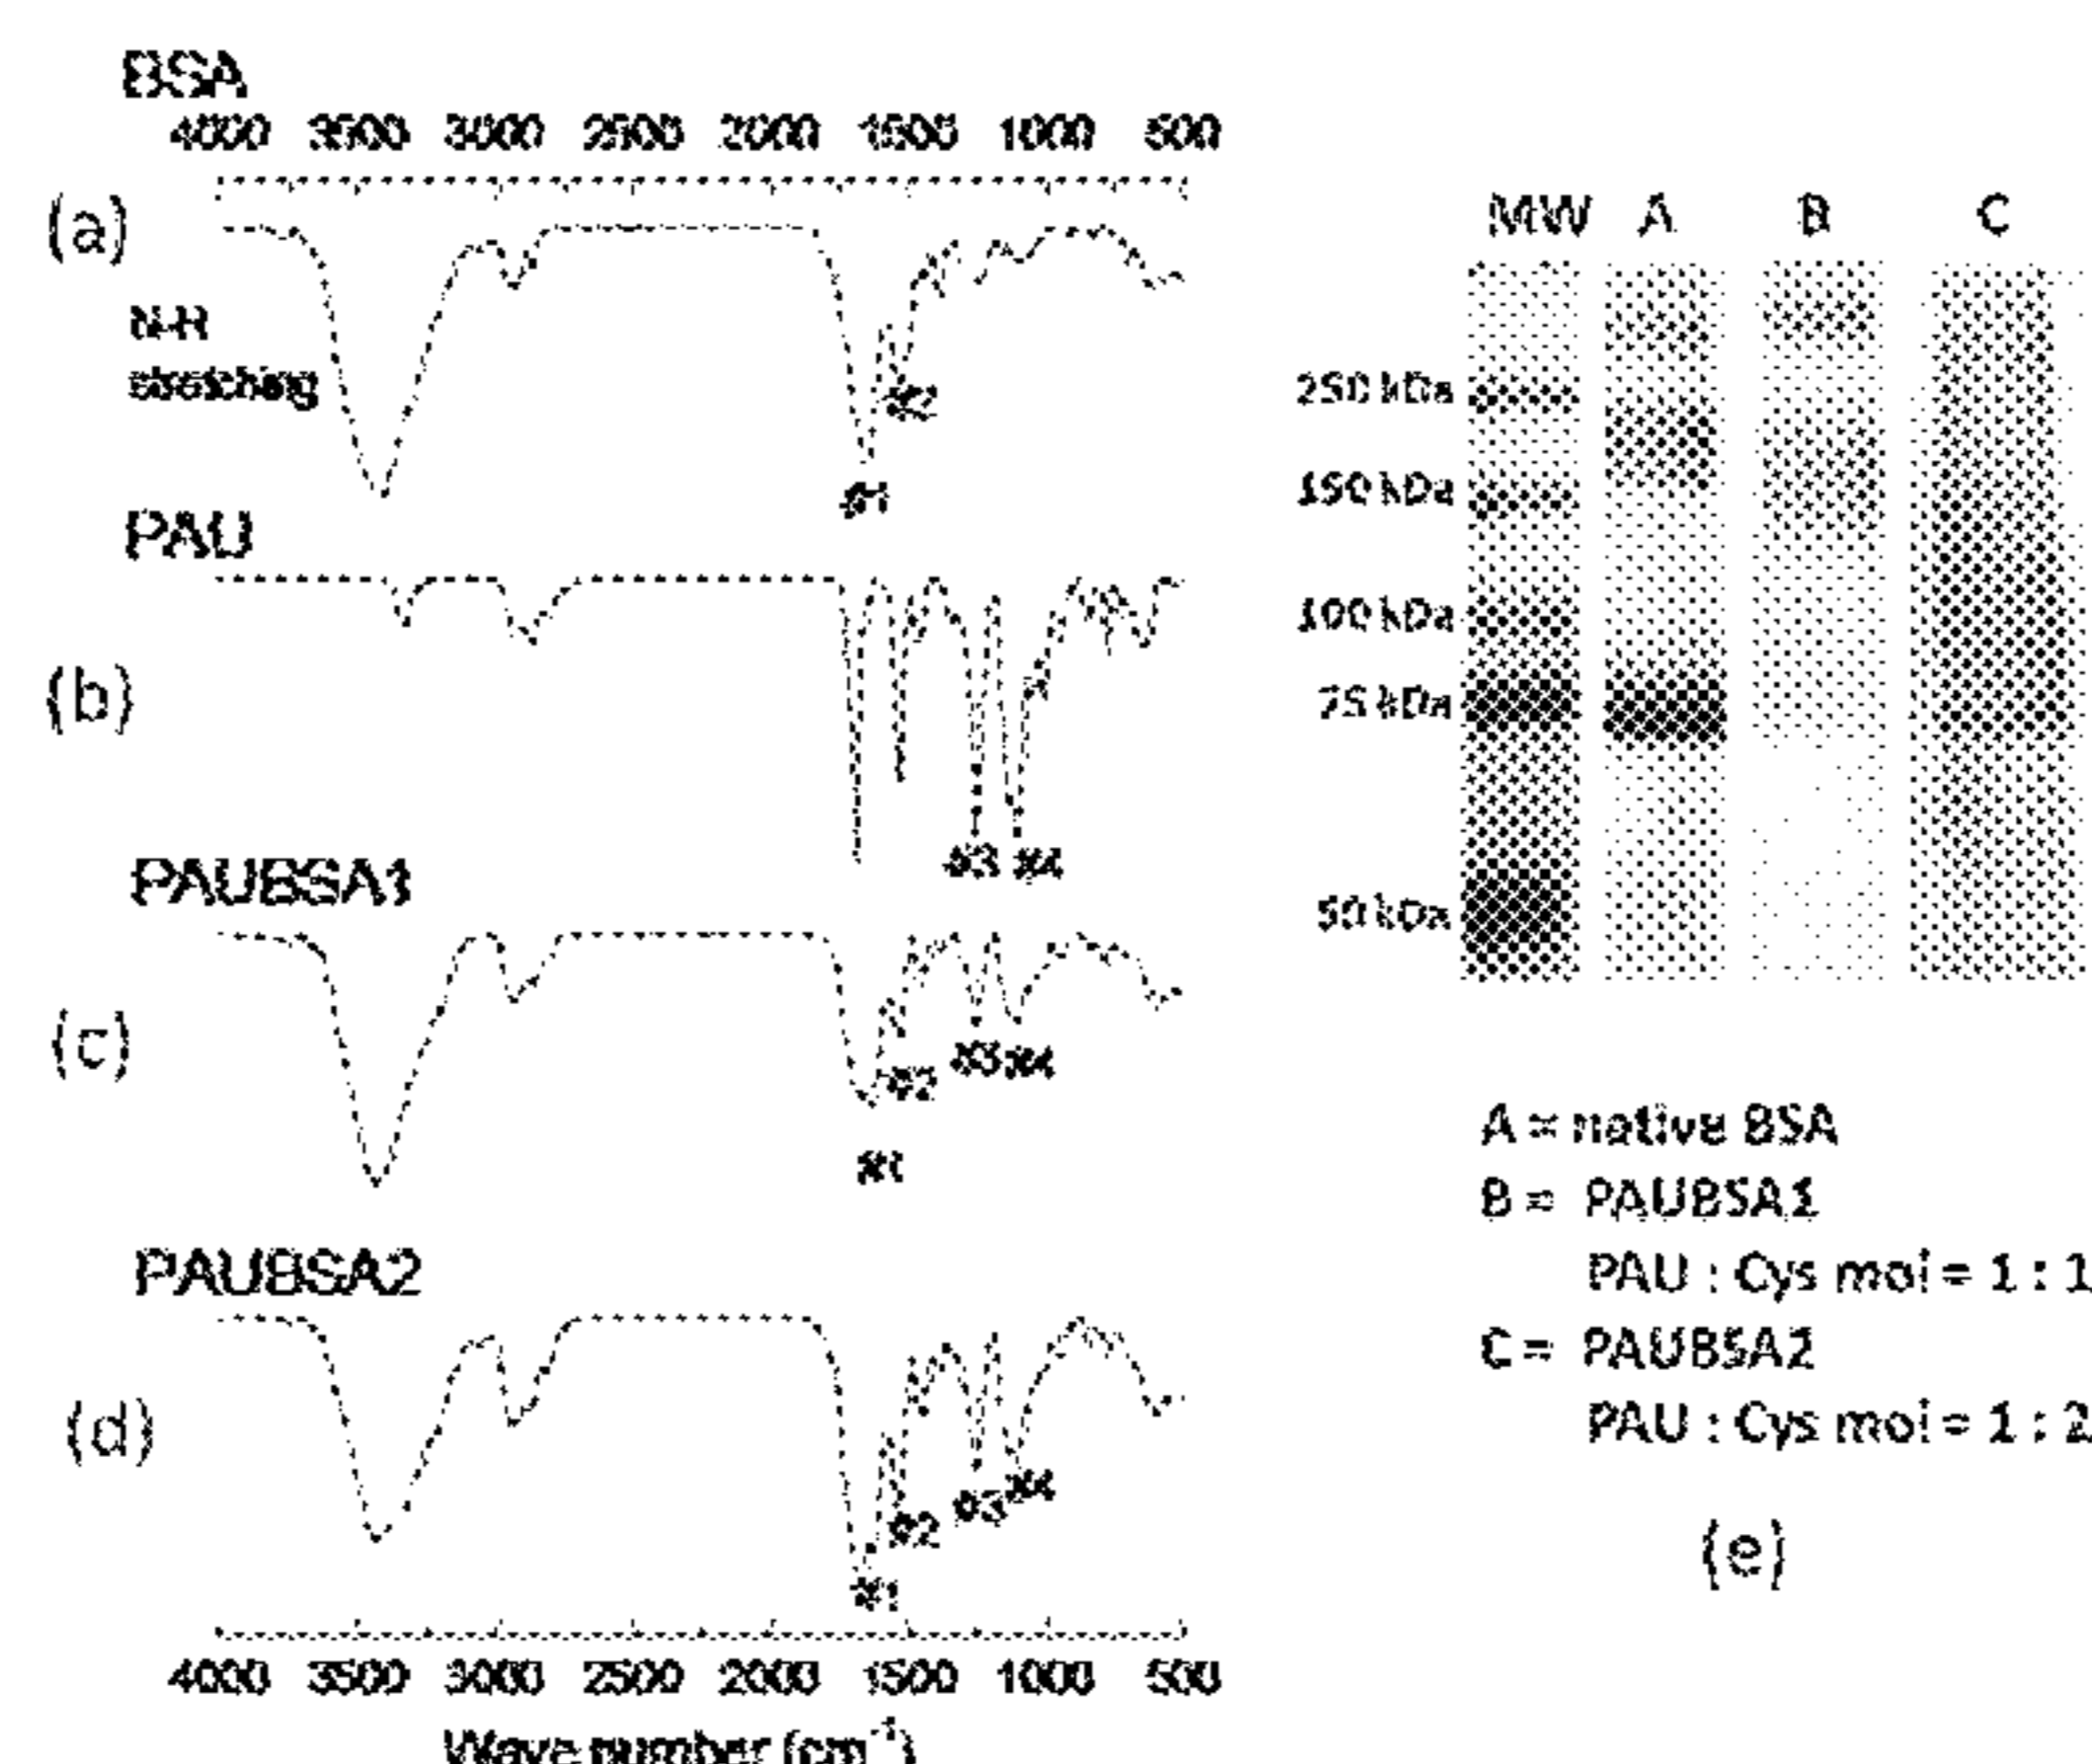 BSA
4000 3500 3000 2500 2000 1500 1000 500
(a)
N-H
stretching
#2
#1
PAU
(b)
#3 #4
PAUBSA1
(c)
#2 #3 #4
#1
PAUBSA2
(d)
#2 #3 #4
#1
4000 3500 3000 2500 2000 1500 1000 500
Wave number (cm⁻¹)
MW A B C
250 kDa
150 kDa
100 kDa
75 kDa
50 kDa
A = native BSA
B = PAUBSA1
PAU : Cys mol = 1 : 1
C = PAUBSA2
PAU : Cys mol = 1 : 2
(e)